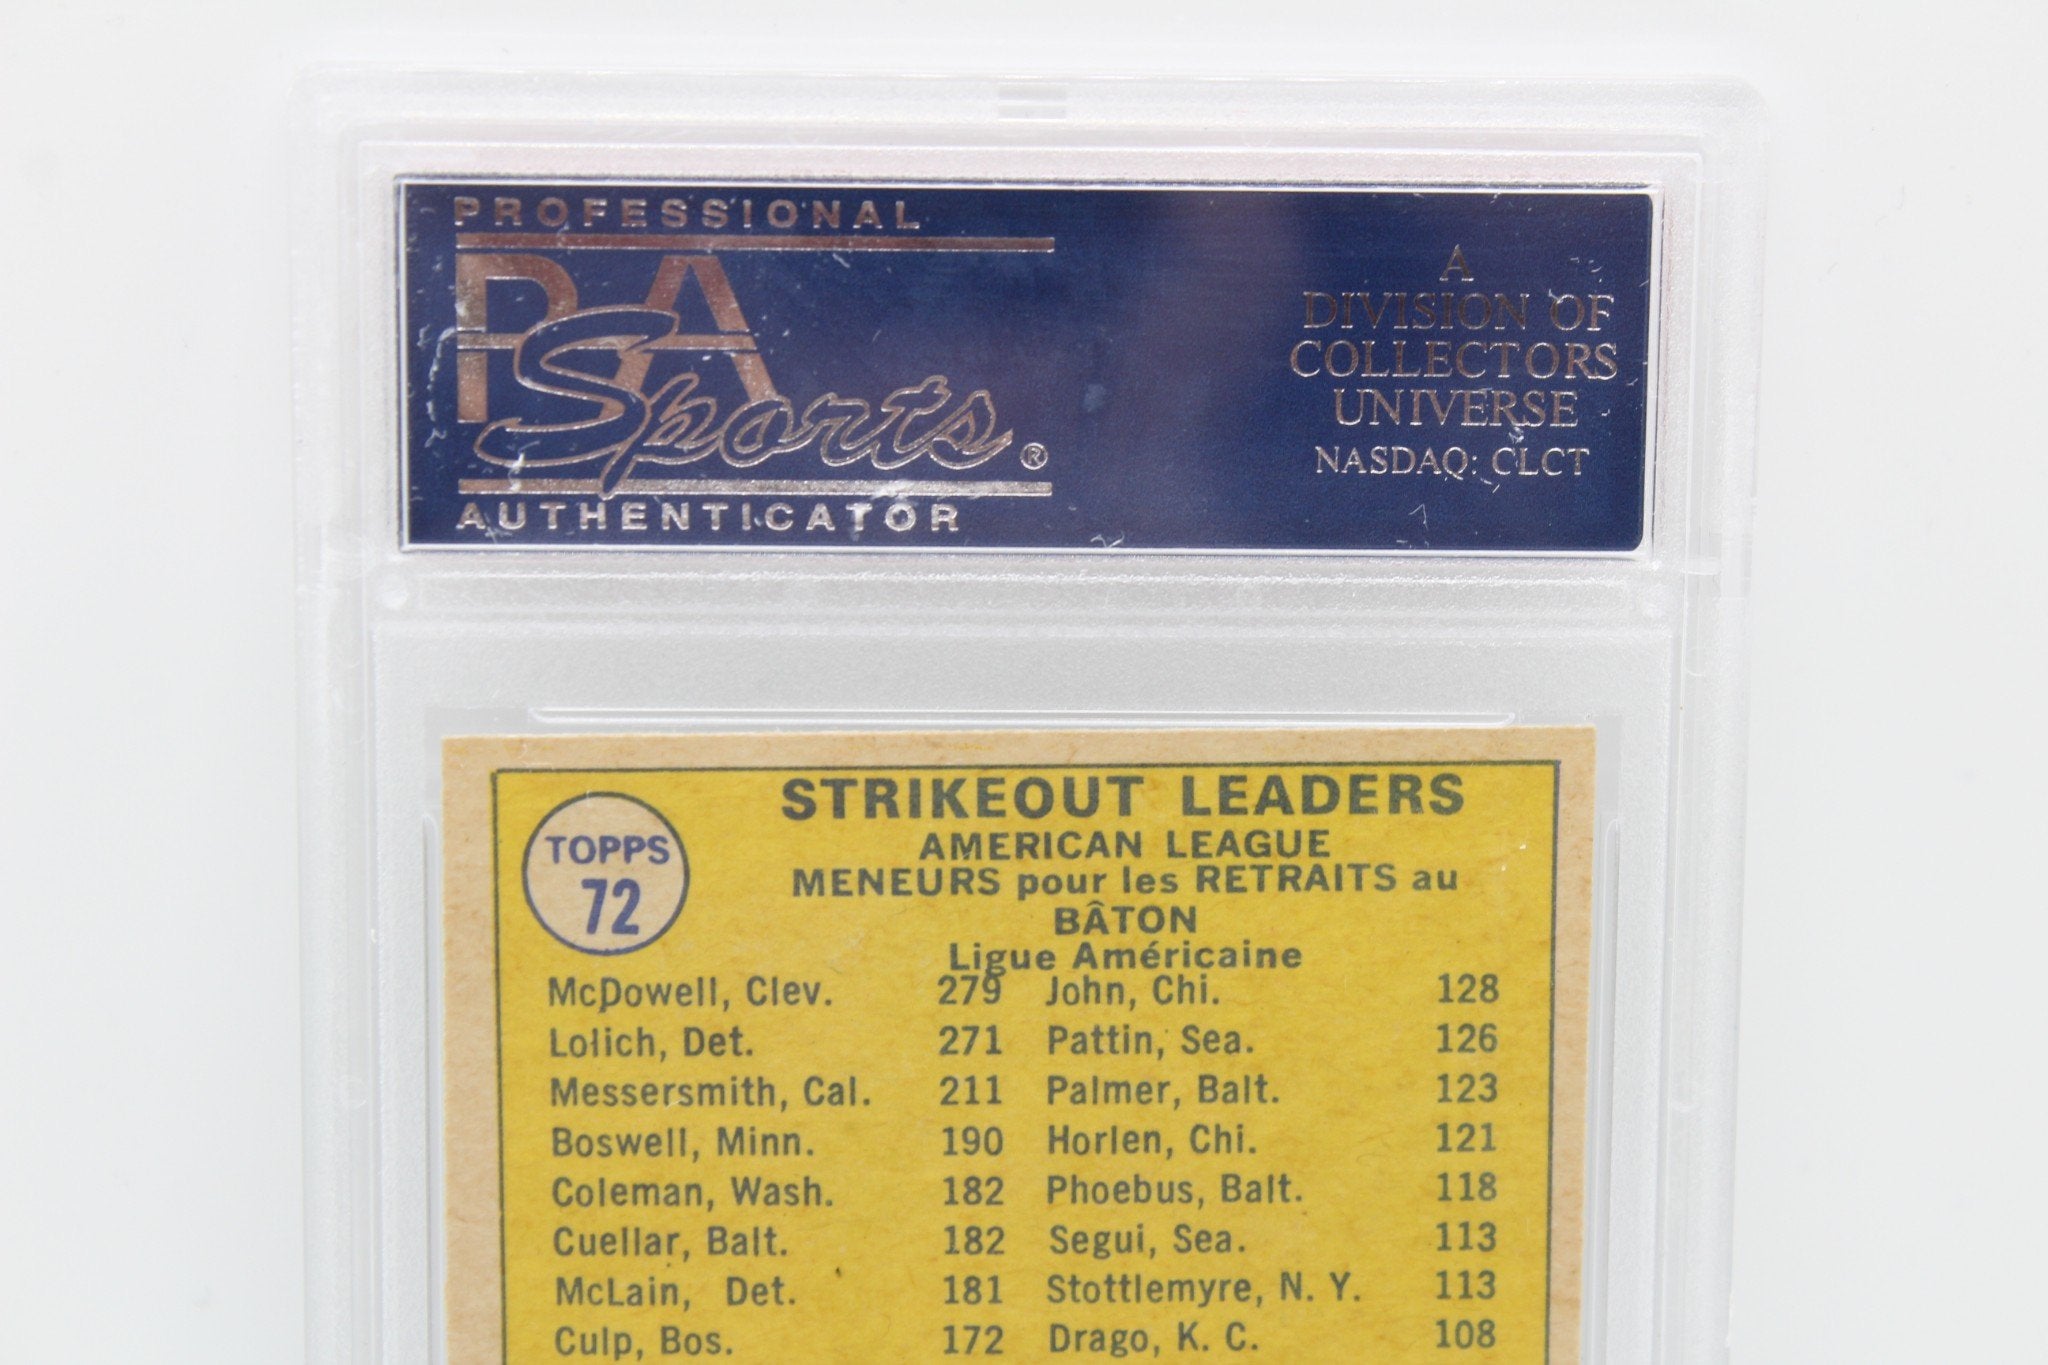 PROFESSIONAL
PSA
Sports®
AUTHENTICATOR
A
DIVISION OF
COLLECTORS
UNIVERSE
NASDAQ: CLCT
TOPPS
72
STRIKEOUT LEADERS
AMERICAN LEAGUE
MENEURS pour les RETRAITS au
BÂTON
Ligue Américaine
McDowell, Clev. 279 John, Chi. 128
Lolich, Det. 271 Pattin, Sea. 126
Messersmith, Cal. 211 Palmer, Balt. 123
Boswell, Minn. 190 Horlen, Chi. 121
Coleman, Wash. 182 Phoebus, Balt. 118
Cuellar, Balt. 182 Segui, Sea. 113
McLain, Det. 181 Stottlemyre, N. Y. 113
Culp, Bos. 172 Drago, K. C. 108